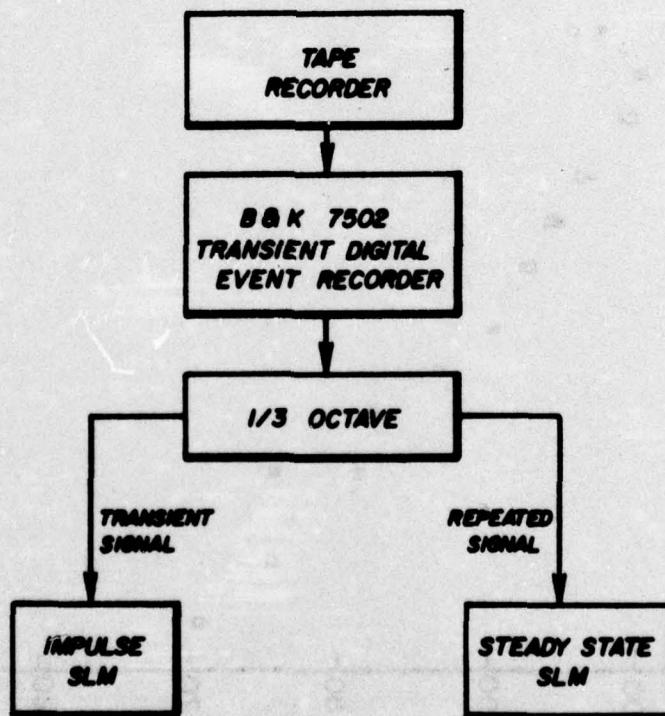 TAPE
RECORDER
B & K 7502
TRANSIENT DIGITAL
EVENT RECORDER
1/3 OCTAVE
TRANSIENT
SIGNAL
REPEATED
SIGNAL
IMPULSE
SLM
STEADY STATE
SLM